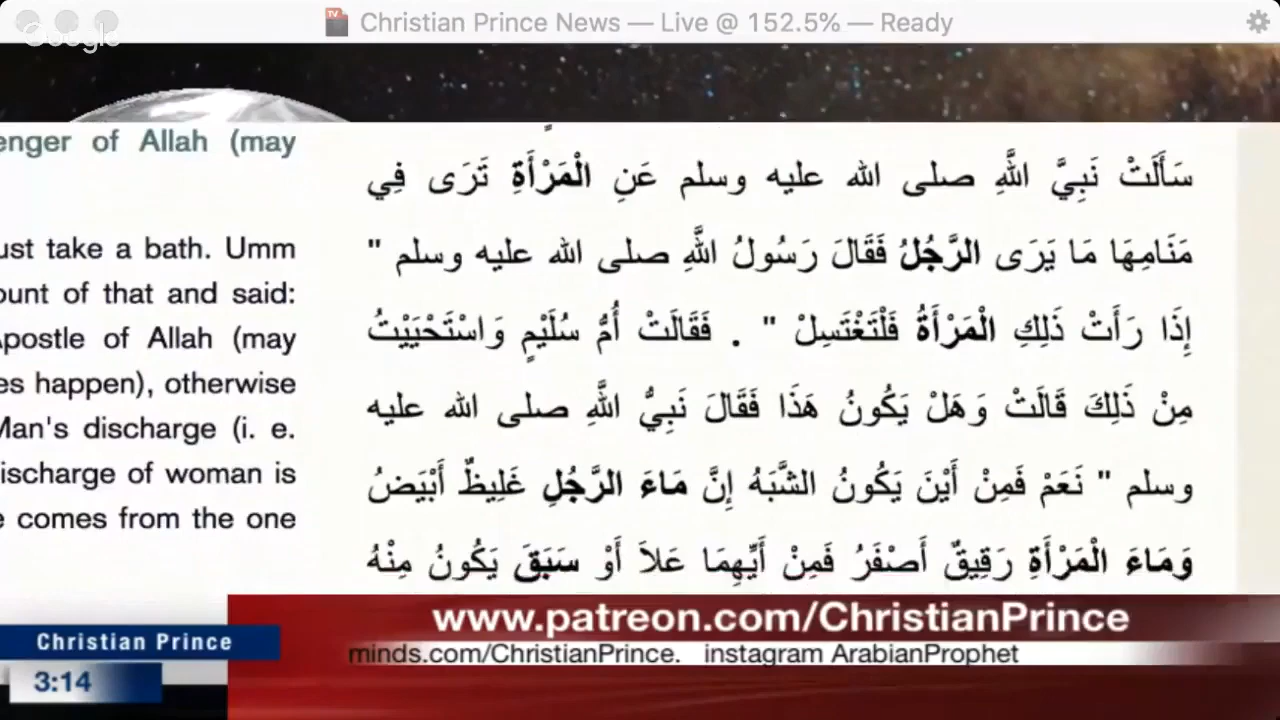 Christian Prince News — Live @ 152.5% — Ready
Google
enger of Allah (may
ust take a bath. Umm
ount of that and said:
Apostle of Allah (may
es happen), otherwise
Man's discharge (i. e.
ischarge of woman is
e comes from the one
سَأَلَتْ نَبِيَّ اللَّهِ صلى الله عليه وسلم عَنِ الْمَرْأَةِ تَرَى فِي
مَنَامِهَا مَا يَرَى الرَّجُلُ فَقَالَ رَسُولُ اللَّهِ صلى الله عليه وسلم "
إِذَا رَأَتْ ذَلِكِ الْمَرْأَةُ فَلْتَغْتَسِلْ " . فَقَالَتْ أُمُّ سُلَيْمٍ وَاسْتَحْيَيْتُ
مِنْ ذَلِكَ قَالَتْ وَهَلْ يَكُونُ هَذَا فَقَالَ نَبِيُّ اللَّهِ صلى الله عليه
وسلم " نَعَمْ فَمِنْ أَيْنَ يَكُونُ الشَّبَهُ إِنَّ مَاءَ الرَّجُلِ غَلِيظٌ أَبْيَضُ
وَمَاءَ الْمَرْأَةِ رَقِيقٌ أَصْفَرُ فَمِنْ أَيِّهِمَا عَلاَ أَوْ سَبَقَ يَكُونُ مِنْهُ
www.patreon.com/ChristianPrince
Christian Prince
minds.com/ChristianPrince. instagram ArabianProphet
3:14